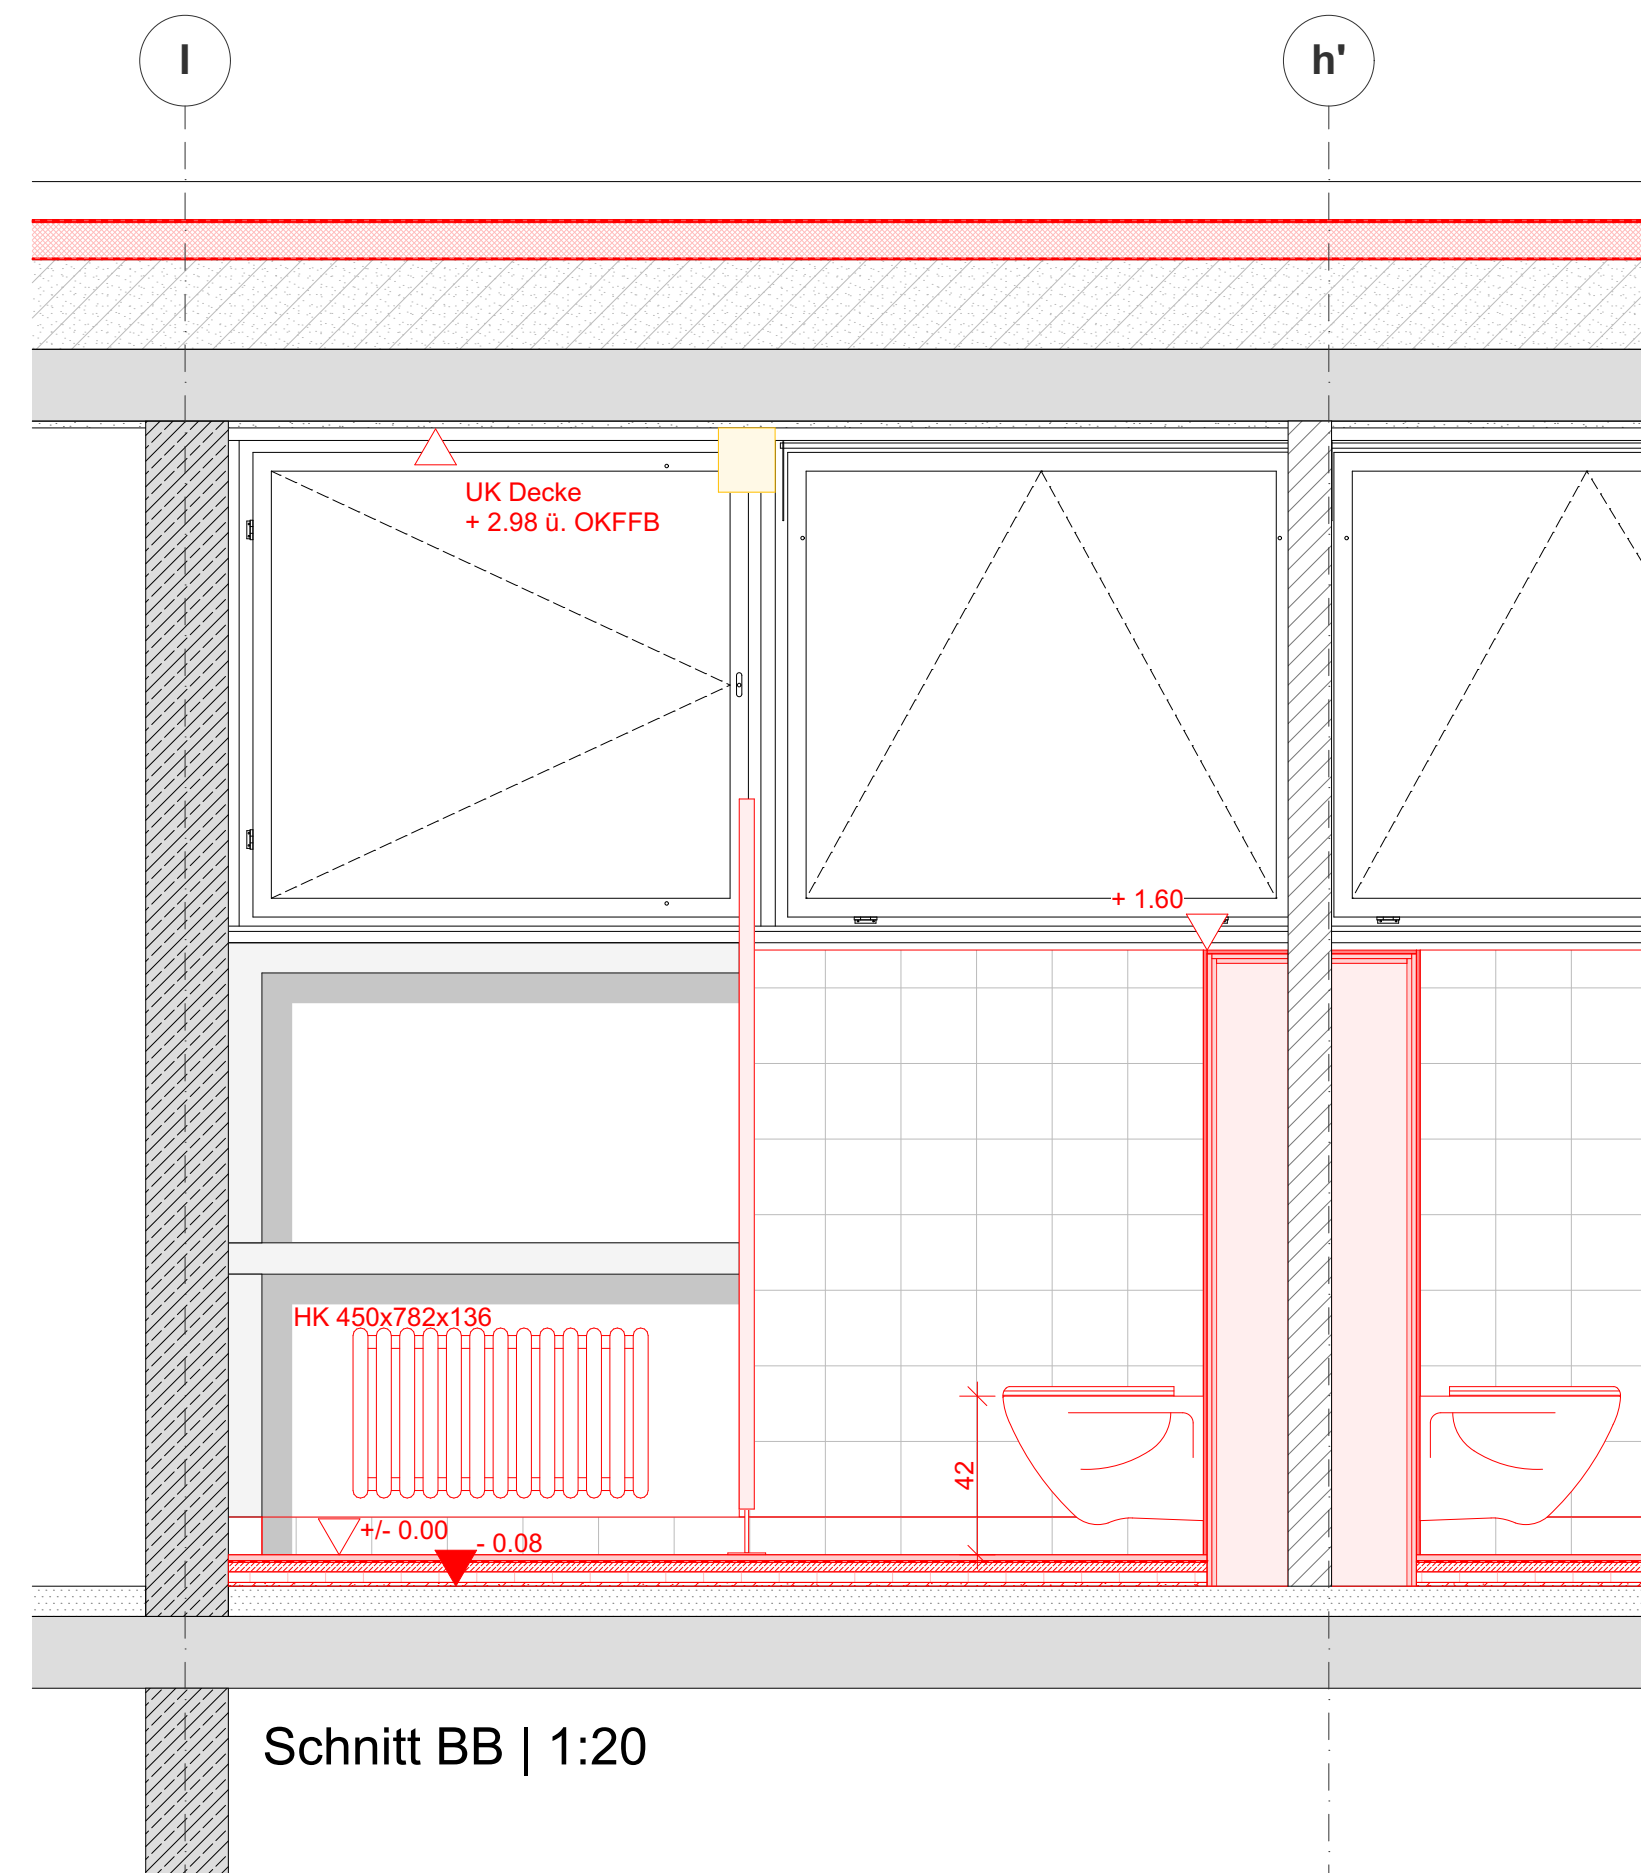 l
h'
UK Decke
+ 2.98 ü. OKFFB
+ 1.60
HK 450x782x136
42
+/- 0.00
- 0.08
Schnitt BB | 1:20